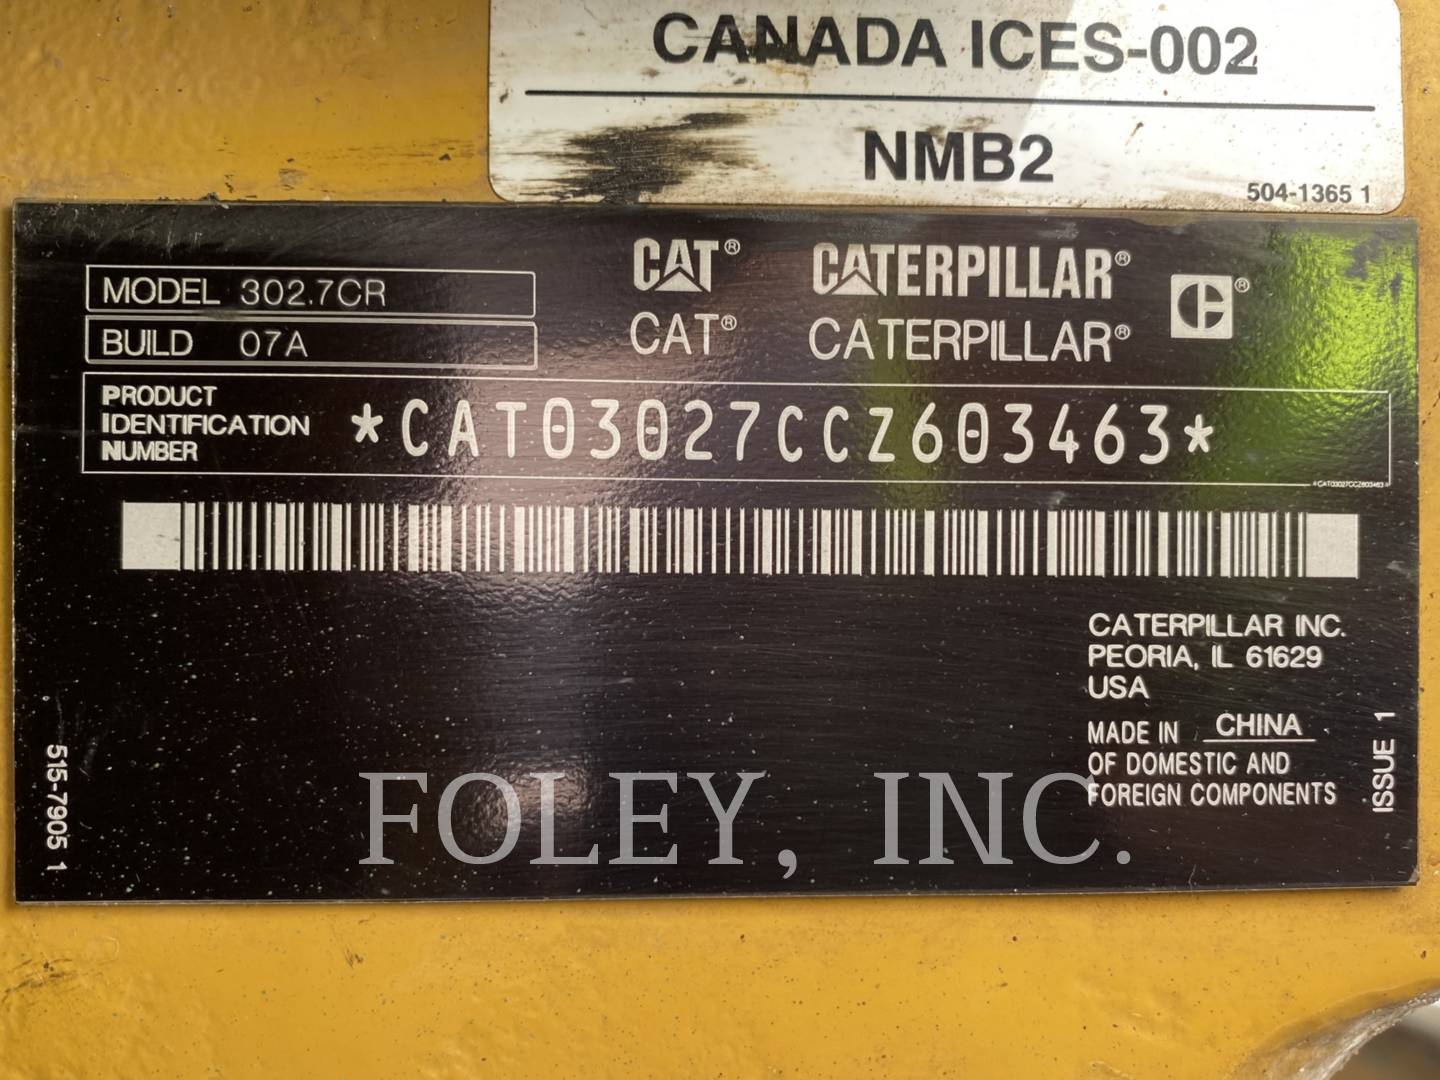 CANADA ICES-002
NMB2
504-1365 1
CAT® CATERPILLAR® C®
MODEL 302.7CR
BUILD 07A
CAT® CATERPILLAR®
PRODUCT
IDENTIFICATION
NUMBER
*CAT03027CCZ603463*
*CAT03027CCZ603463*
CATERPILLAR INC.
PEORIA, IL 61629
USA
MADE IN CHINA
OF DOMESTIC AND
FOREIGN COMPONENTS
ISSUE 1
515-7905 1
FOLEY, INC.